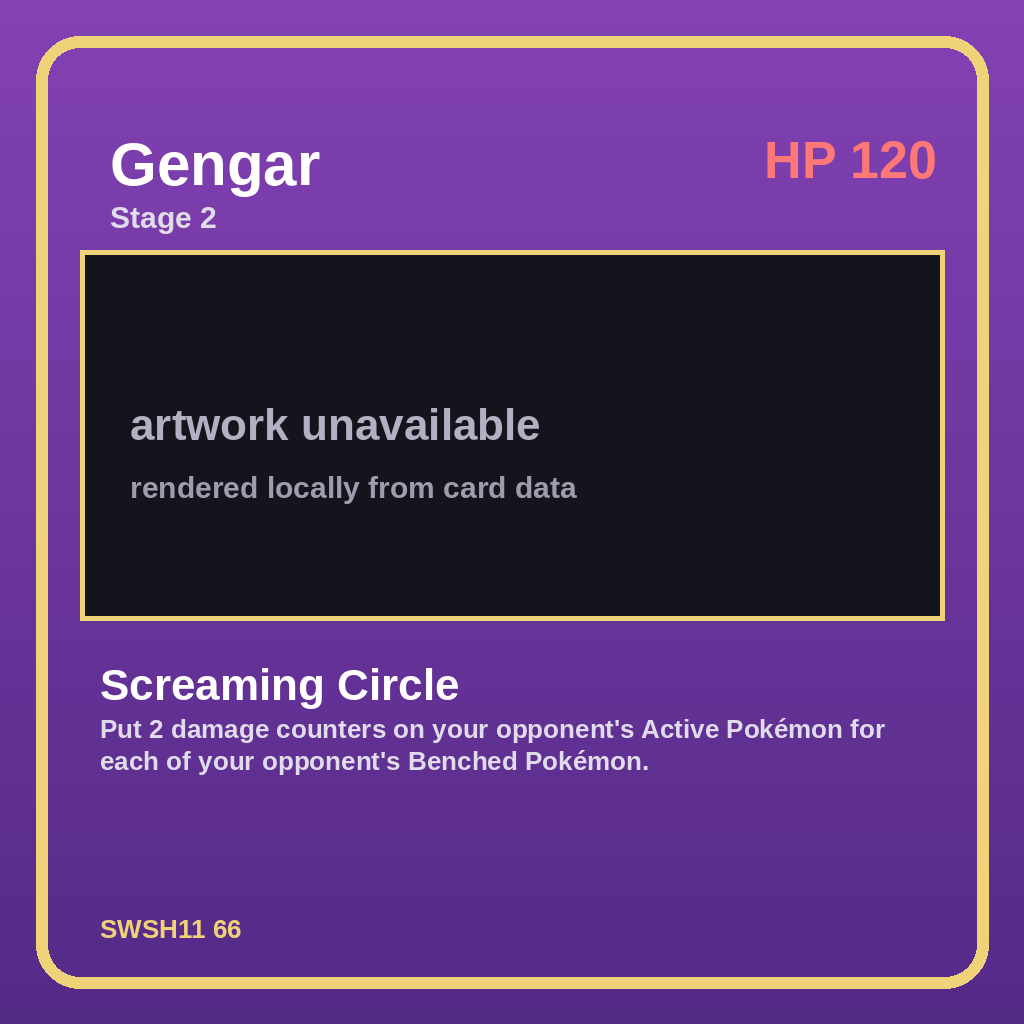 Gengar
HP 120
Stage 2
artwork unavailable
rendered locally from card data
Screaming Circle
Put 2 damage counters on your opponent's Active Pokémon for
each of your opponent's Benched Pokémon.
SWSH11 66